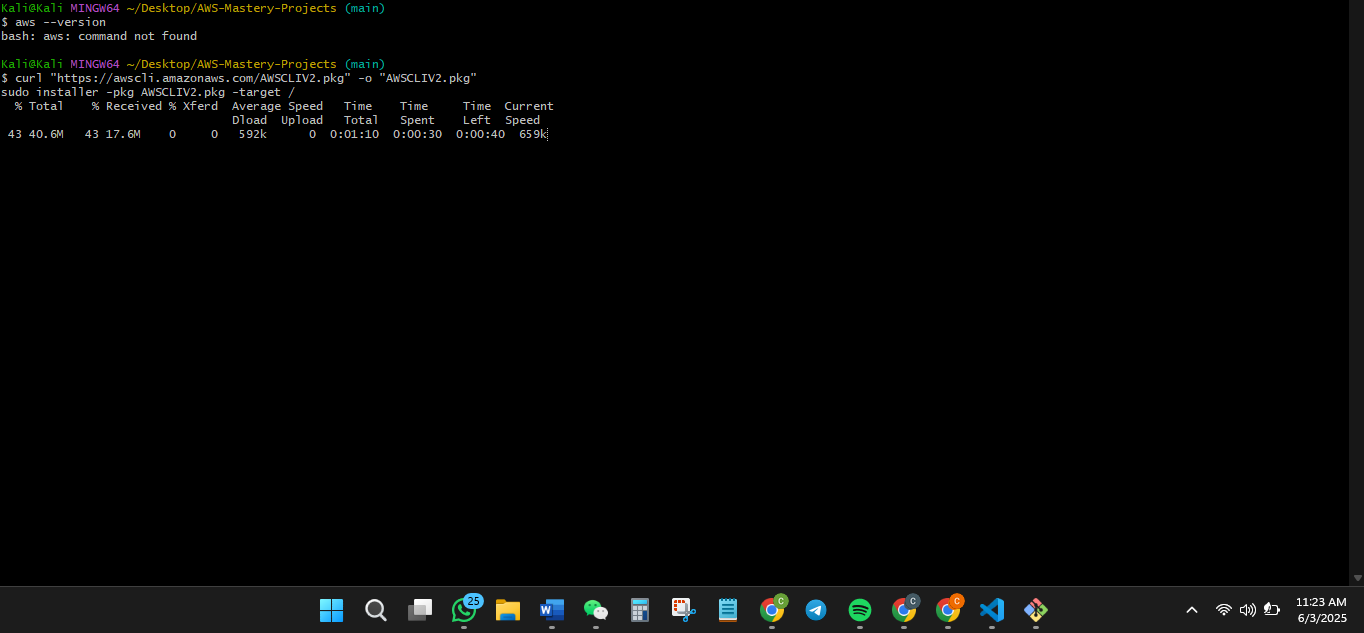 Kali@Kali MINGW64 ~/Desktop/AWS-Mastery-Projects (main)
$ aws --version
bash: aws: command not found
Kali@Kali MINGW64 ~/Desktop/AWS-Mastery-Projects (main)
$ curl "https://awscli.amazonaws.com/AWSCLIV2.pkg" -o "AWSCLIV2.pkg"
sudo installer -pkg AWSCLIV2.pkg -target /
% Total % Received % Xferd Average Speed Time Time Time Current
Dload Upload Total Spent Left Speed
43 40.6M 43 17.6M 0 0 592k 0 0:01:10 0:00:30 0:00:40 659k
25
W
C
C
C
11:23 AM
6/3/2025